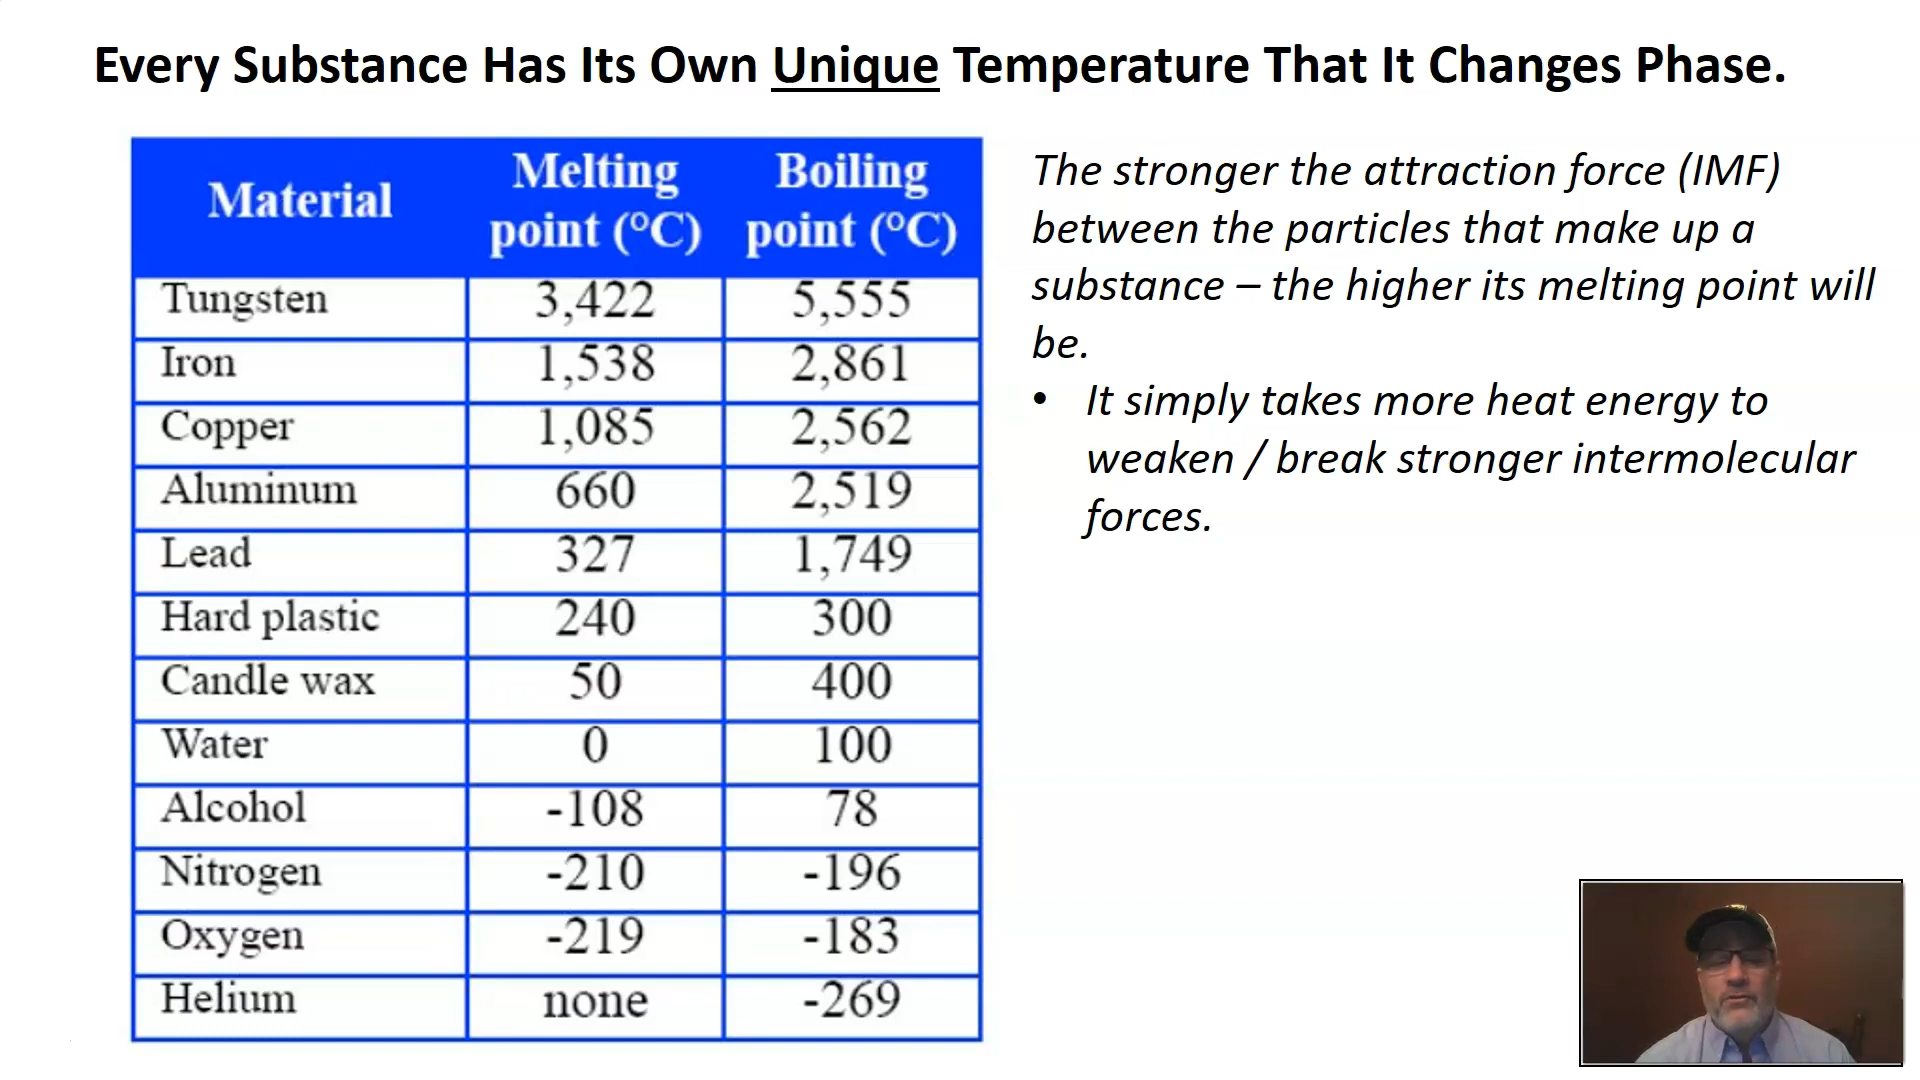 Every Substance Has Its Own Unique Temperature That It Changes Phase.
Material Melting point (°C) Boiling point (°C)
Tungsten 3,422 5,555
Iron 1,538 2,861
Copper 1,085 2,562
Aluminum 660 2,519
Lead 327 1,749
Hard plastic 240 300
Candle wax 50 400
Water 0 100
Alcohol -108 78
Nitrogen -210 -196
Oxygen -219 -183
Helium none -269
The stronger the attraction force (IMF)
between the particles that make up a
substance – the higher its melting point will
be.
• It simply takes more heat energy to
weaken / break stronger intermolecular
forces.